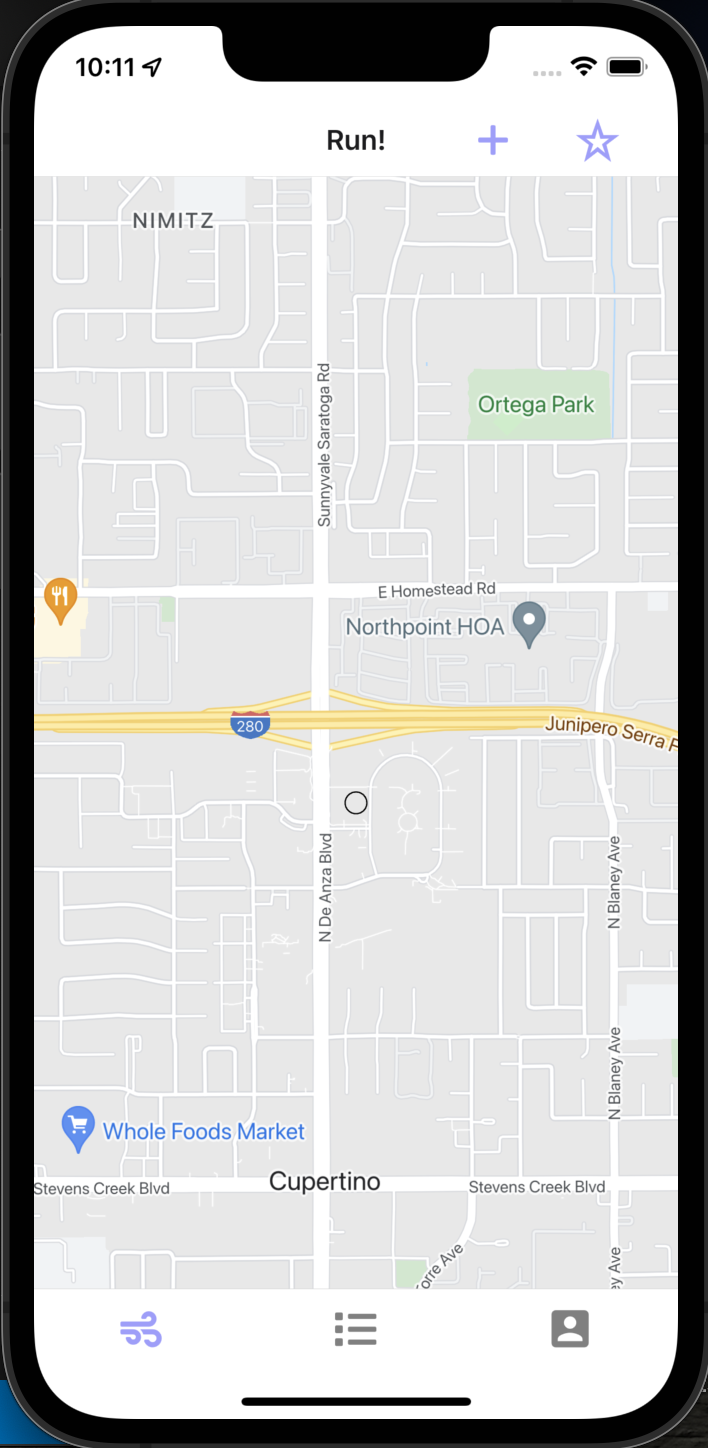 10:11
Run!
NIMITZ
Sunnyvale Saratoga Rd
Ortega Park
E Homestead Rd
Northpoint HOA
280
Junipero Serra F
N De Anza Blvd
N Blaney Ave
N Blaney Ave
Whole Foods Market
Cupertino
Stevens Creek Blvd
Stevens Creek Blvd
orre Ave
ey Ave